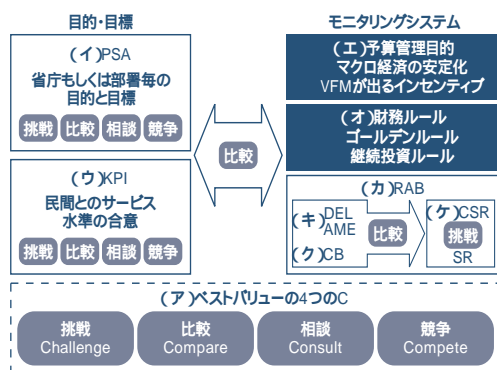 目的・目標
(イ)PSA
省庁もしくは部署毎の
目的と目標
挑戦 比較 相談 競争
(ウ)KPI
民間とのサービス
水準の合意
挑戦 比較 相談 競争
比較
モニタリングシステム
(エ)予算管理目的
マクロ経済の安定化
VFMが出るインセンティブ
(オ)財務ルール
ゴールデンルール
継続投資ルール
(カ)RAB
(キ)DEL
AME
(ク)CB
比較
(ケ)CSR
挑戦
SR
(ア)ベストバリューの4つのC
挑戦 比較 相談 競争
Challenge Compare Consult Compete